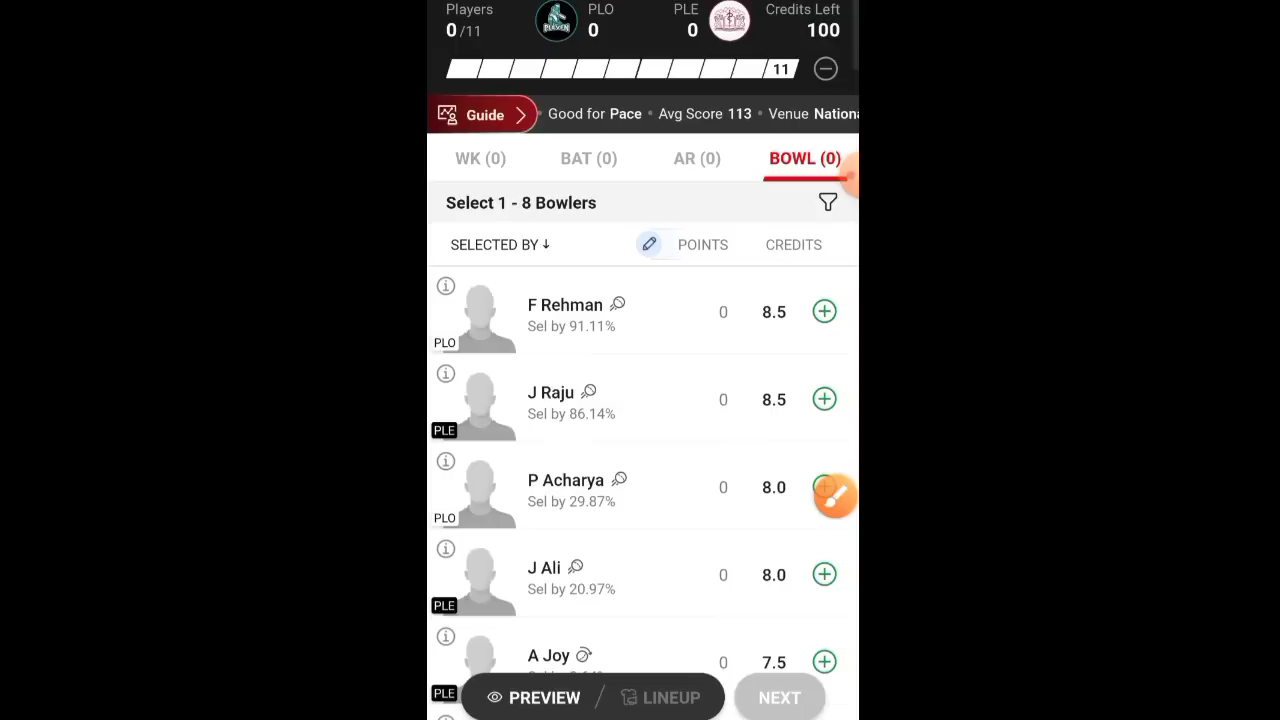 Players PLO PLE Credits Left
0/11 0 0 100
PLEVEN
11
Guide • Good for Pace • Avg Score 113 • Venue Nationa
WK (0) BAT (0) AR (0) BOWL (0)
Select 1 - 8 Bowlers
SELECTED BY ↓ POINTS CREDITS
F Rehman 0 8.5
Sel by 91.11%
PLO
J Raju 0 8.5
Sel by 86.14%
PLE
P Acharya 0 8.0
Sel by 29.87%
PLO
J Ali 0 8.0
Sel by 20.97%
PLE
A Joy 0 7.5
PLE
PREVIEW / LINEUP NEXT